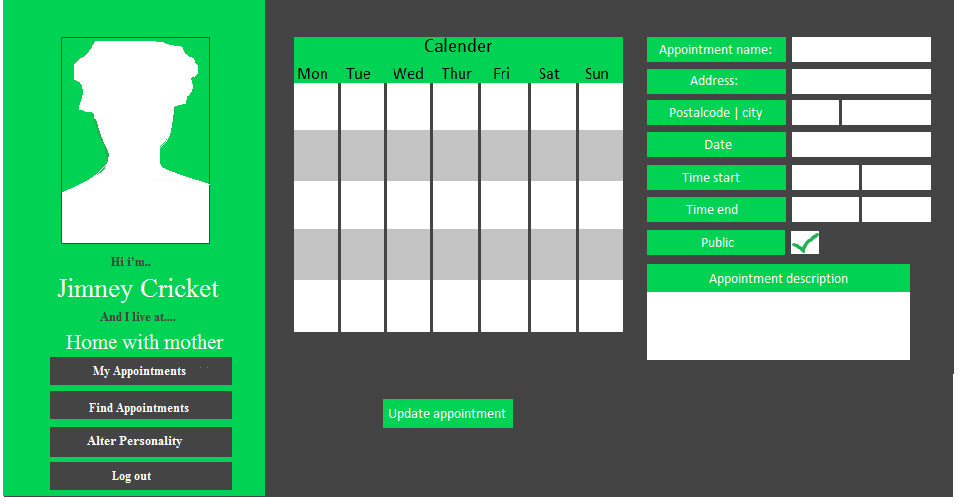 Hi i'm..
Jimney Cricket
And I live at....
Home with mother
My Appointments
Find Appointments
Alter Personality
Log out
Calender
Mon Tue Wed Thur Fri Sat Sun
Update appointment
Appointment name:
Address:
Postalcode | city
Date
Time start
Time end
Public
Appointment description